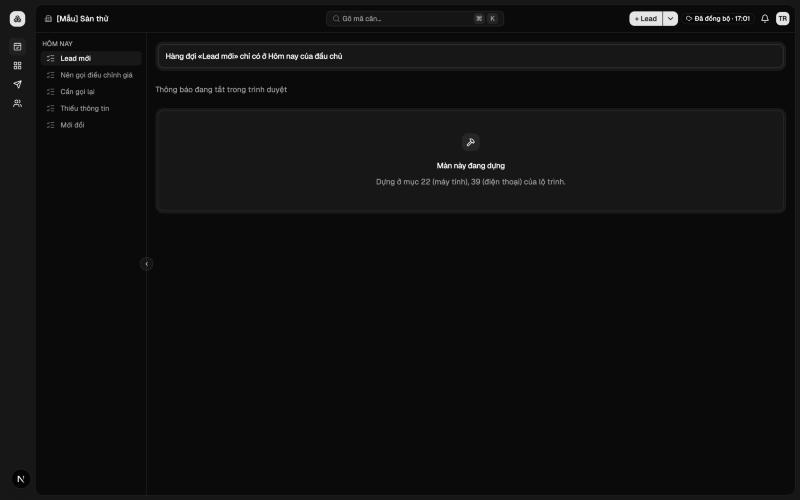 [Mẫu] Sàn thử
Gõ mã căn...
⌘ K
+ Lead
Đã đồng bộ · 17:01
TR
HÔM NAY
Lead mới
Nên gọi điều chỉnh giá
Cần gọi lại
Thiếu thông tin
Mới đổi
Hàng đợi «Lead mới» chỉ có ở Hôm nay của đầu chủ
Thông báo đang tắt trong trình duyệt
Màn này đang dựng
Dựng ở mục 22 (máy tính), 39 (điện thoại) của lộ trình.
N